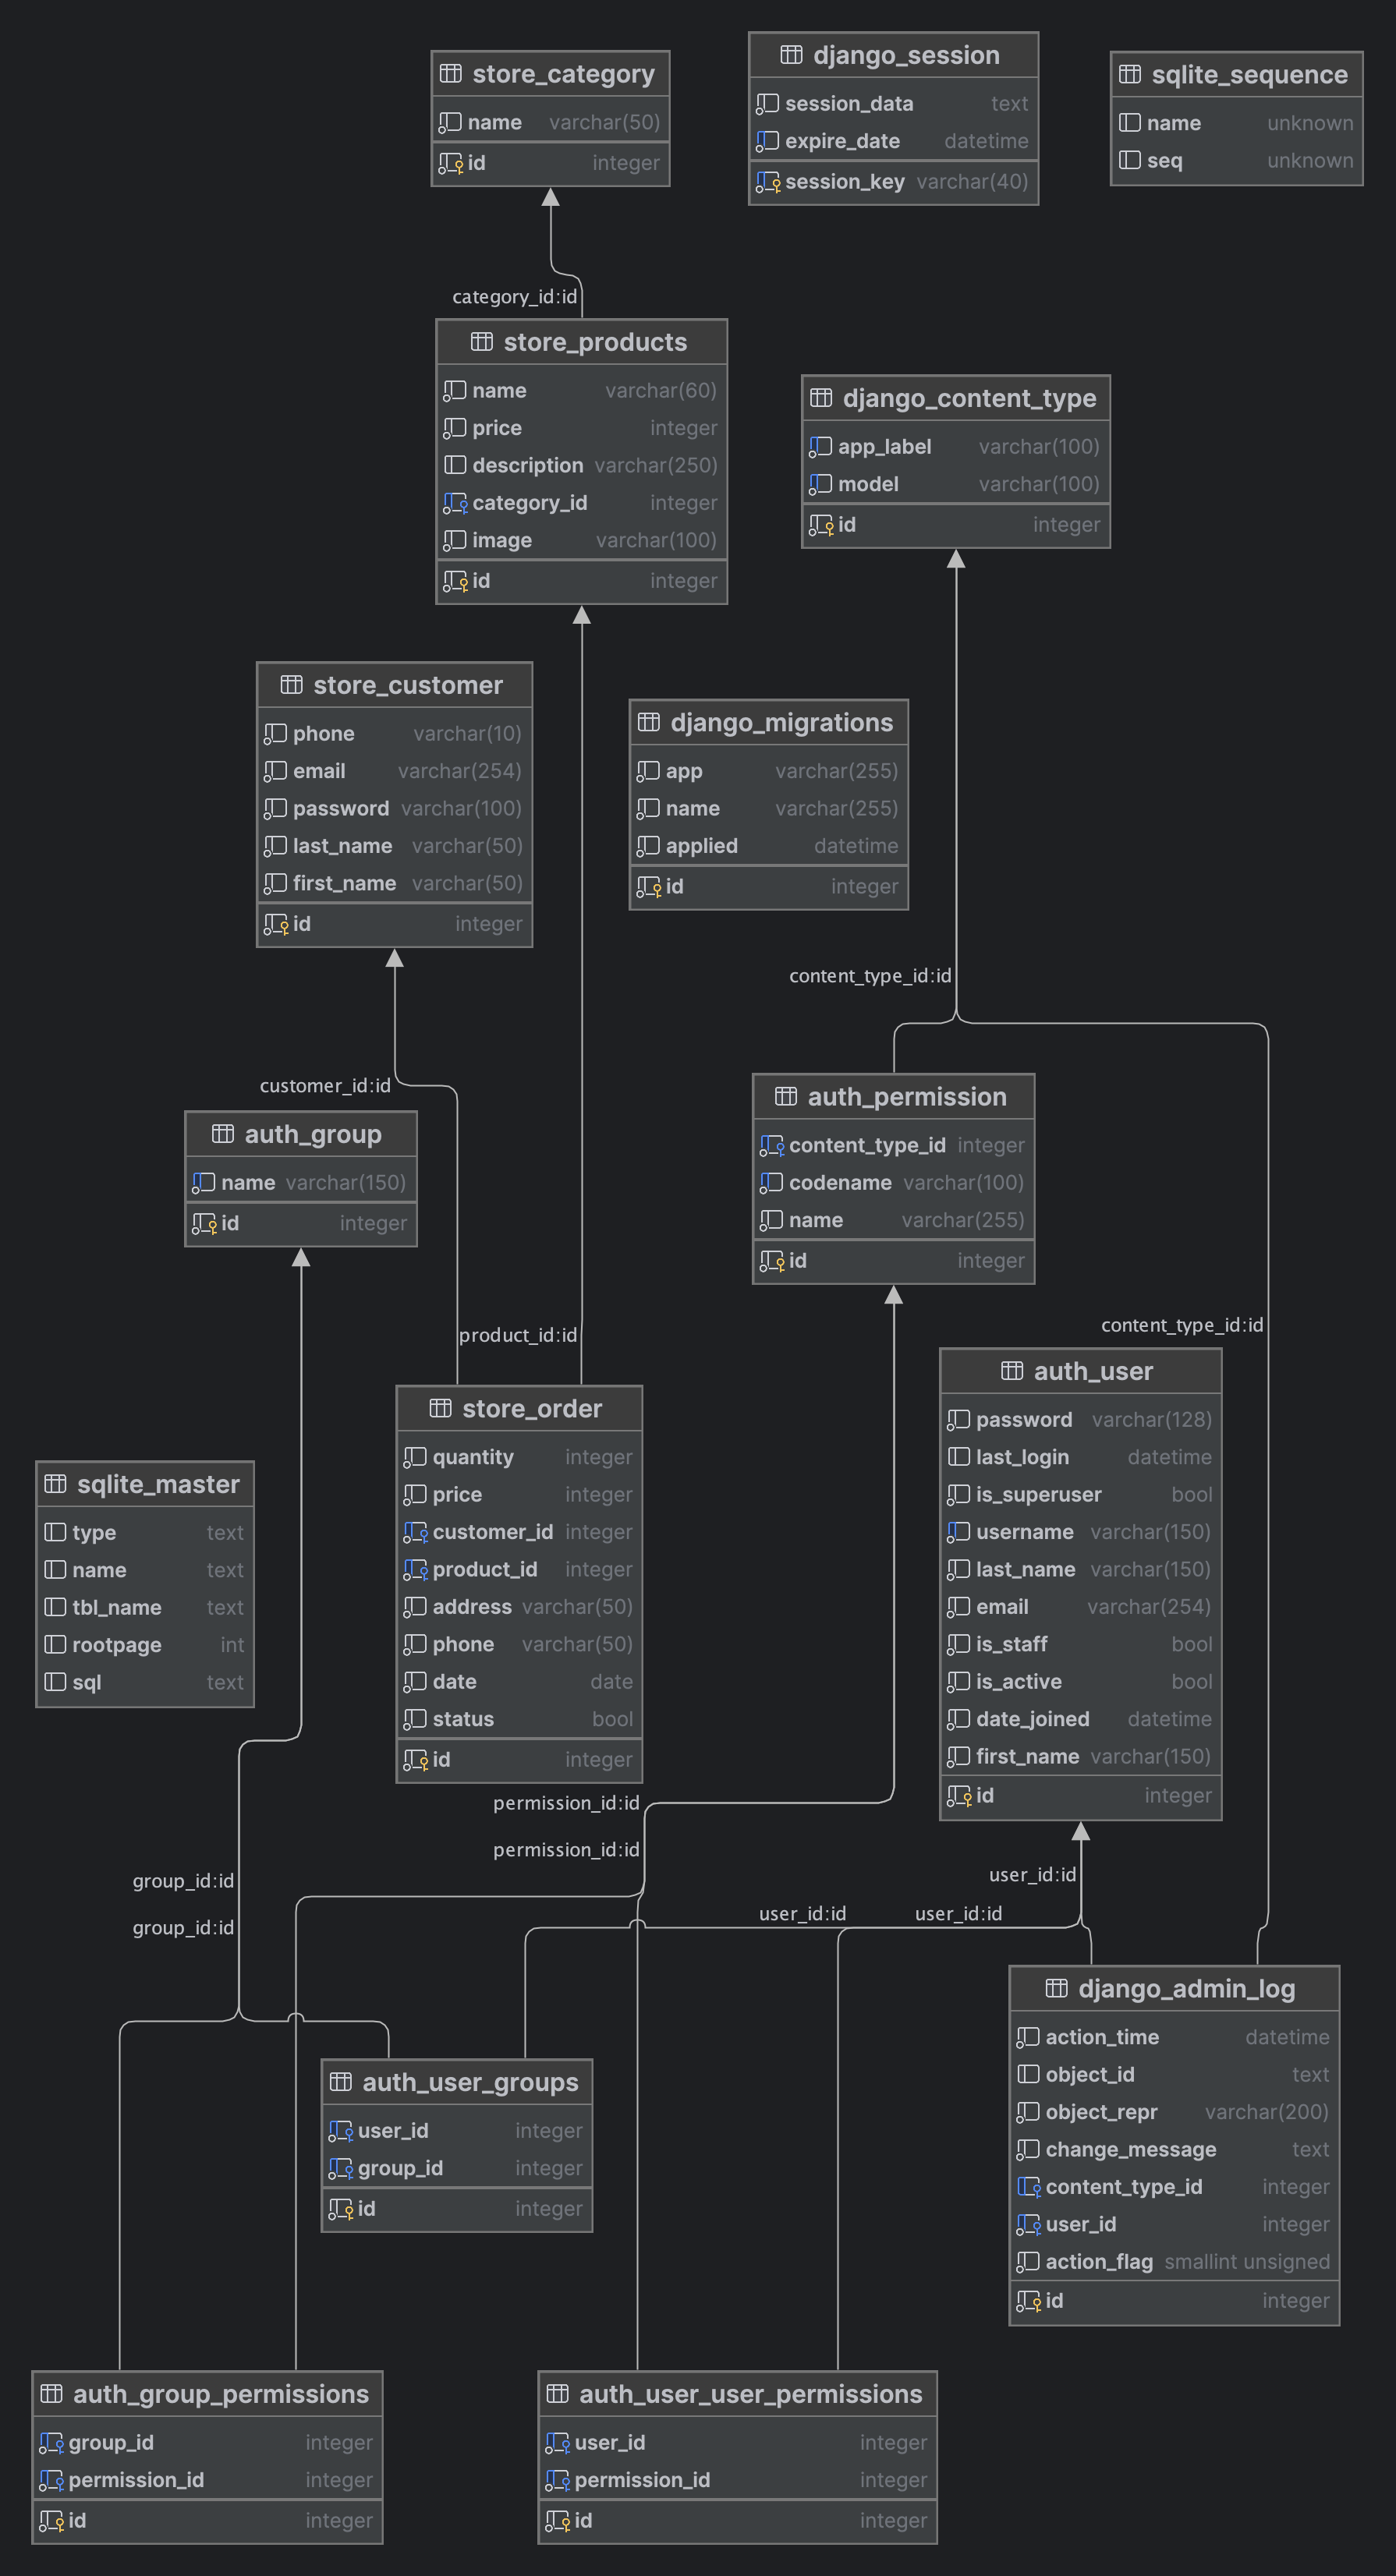 store_category
name varchar(50)
id integer
django_session
session_data text
expire_date datetime
session_key varchar(40)
sqlite_sequence
name unknown
seq unknown
category_id:id
store_products
name varchar(60)
price integer
description varchar(250)
category_id integer
image varchar(100)
id integer
django_content_type
app_label varchar(100)
model varchar(100)
id integer
store_customer
phone varchar(10)
email varchar(254)
password varchar(100)
last_name varchar(50)
first_name varchar(50)
id integer
django_migrations
app varchar(255)
name varchar(255)
applied datetime
id integer
content_type_id:id
customer_id:id
auth_group
name varchar(150)
id integer
auth_permission
content_type_id integer
codename varchar(100)
name varchar(255)
id integer
product_id:id
content_type_id:id
store_order
quantity integer
price integer
customer_id integer
product_id integer
address varchar(50)
phone varchar(50)
date date
status bool
id integer
auth_user
password varchar(128)
last_login datetime
is_superuser bool
username varchar(150)
last_name varchar(150)
email varchar(254)
is_staff bool
is_active bool
date_joined datetime
first_name varchar(150)
id integer
sqlite_master
type text
name text
tbl_name text
rootpage int
sql text
permission_id:id
permission_id:id
group_id:id
group_id:id
user_id:id
user_id:id
user_id:id
django_admin_log
action_time datetime
object_id text
object_repr varchar(200)
change_message text
content_type_id integer
user_id integer
action_flag smallint unsigned
id integer
auth_user_groups
user_id integer
group_id integer
id integer
auth_group_permissions
group_id integer
permission_id integer
id integer
auth_user_user_permissions
user_id integer
permission_id integer
id integer